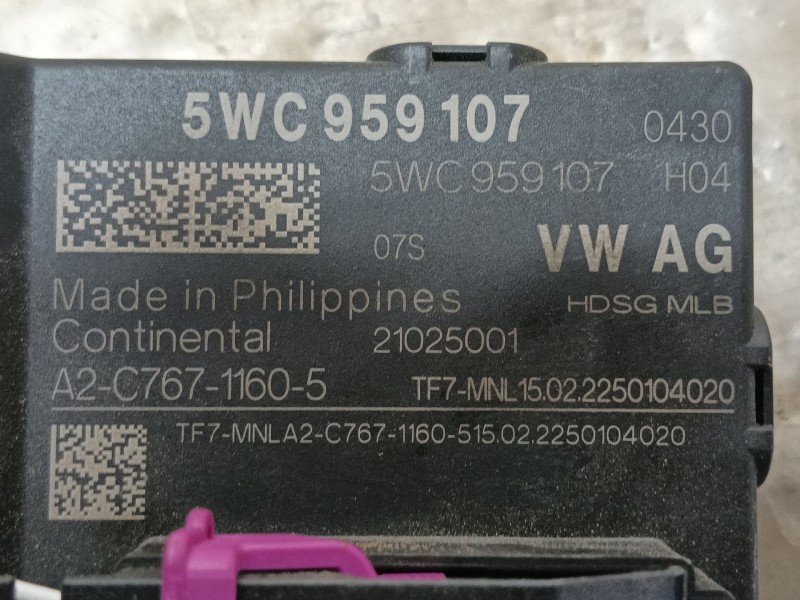 5WC 959 107 0430
5WC 959 107 H04
07S VW AG
Made in Philippines HDSG MLB
Continental 21025001
A2-C767-1160-5 TF7-MNL15.02.2250104020
TF7-MNLA2-C767-1160-515.02.2250104020